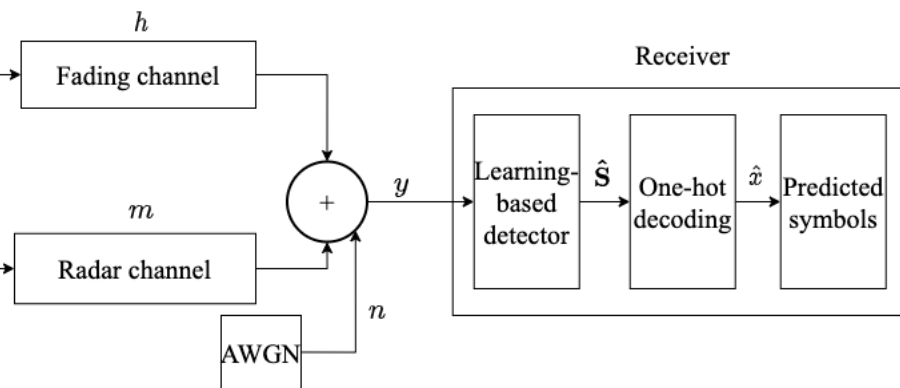 h
Fading channel
Receiver
m
Radar channel
+
n
AWGN
y
Learning-
based
detector
Ŝ
One-hot
decoding
x̂
Predicted
symbols